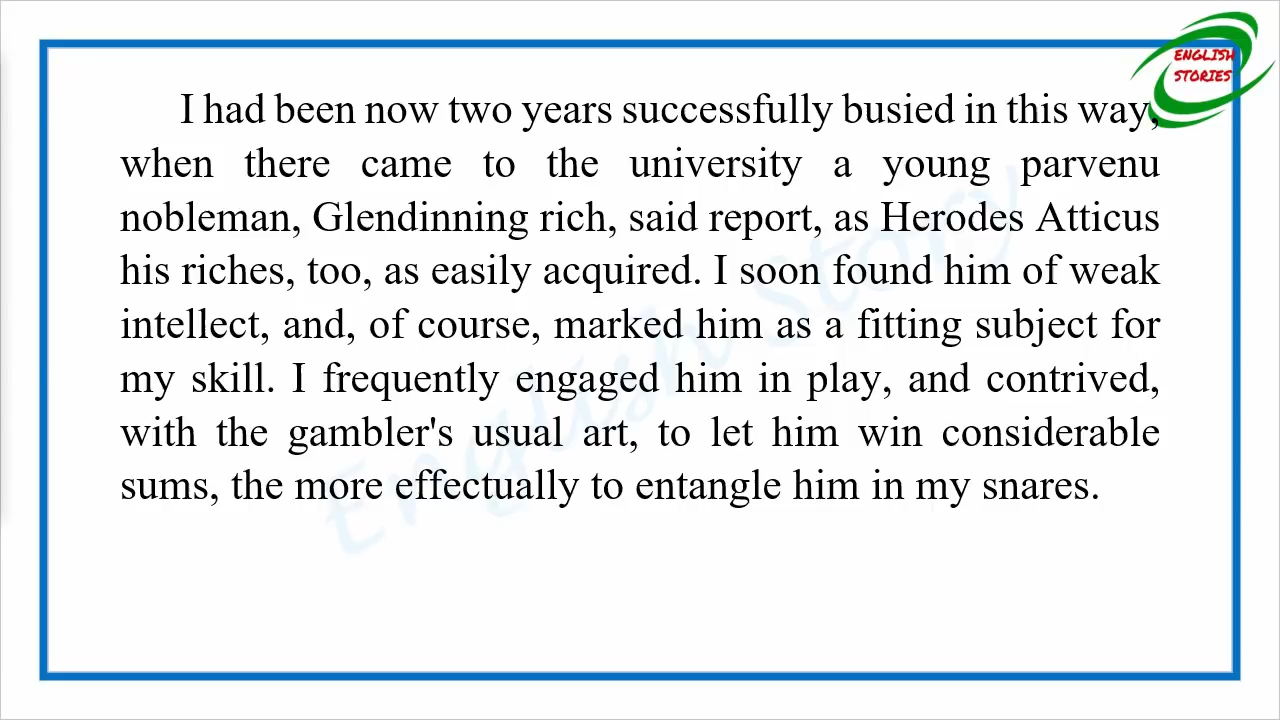 ENGLISH
STORIES
I had been now two years successfully busied in this way,
when there came to the university a young parvenu
nobleman, Glendinning rich, said report, as Herodes Atticus
his riches, too, as easily acquired. I soon found him of weak
intellect, and, of course, marked him as a fitting subject for
my skill. I frequently engaged him in play, and contrived,
with the gambler's usual art, to let him win considerable
sums, the more effectually to entangle him in my snares.
English Story